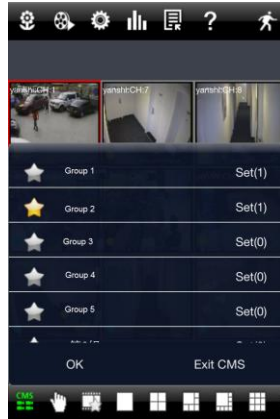 ?
yanshi:CH:1 yanshi:CH:7 yanshi:CH:8
Group 1 Set(1)
Group 2 Set(1)
Group 3 Set(0)
Group 4 Set(0)
Group 5 Set(0)
OK Exit CMS
CMS